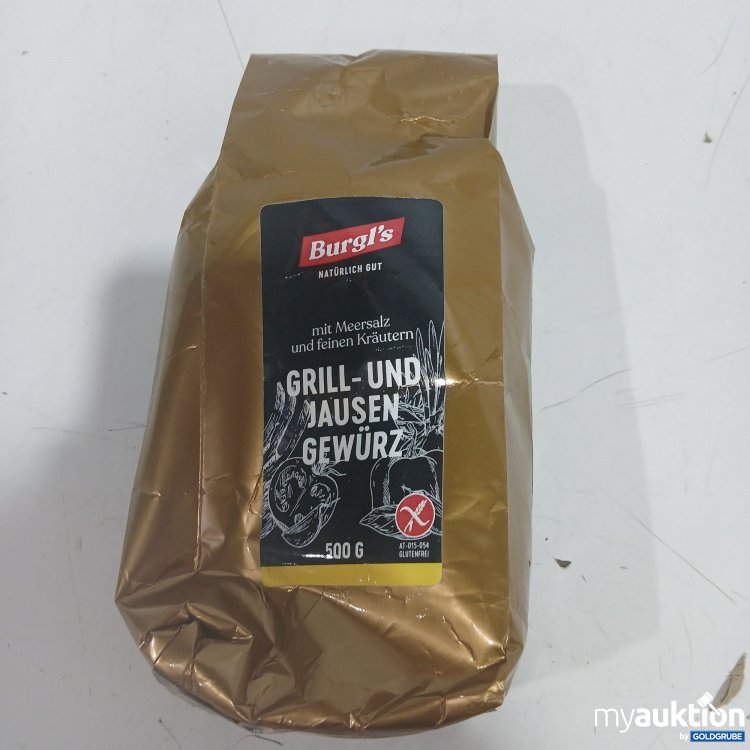 Burgl's
NATÜRLICH GUT
mit Meersalz
und feinen Kräutern
GRILL- UND
JAUSEN
GEWÜRZ
500 G
AT-015-054
GLUTENFREI
myauktion
by GOLDGRUBE